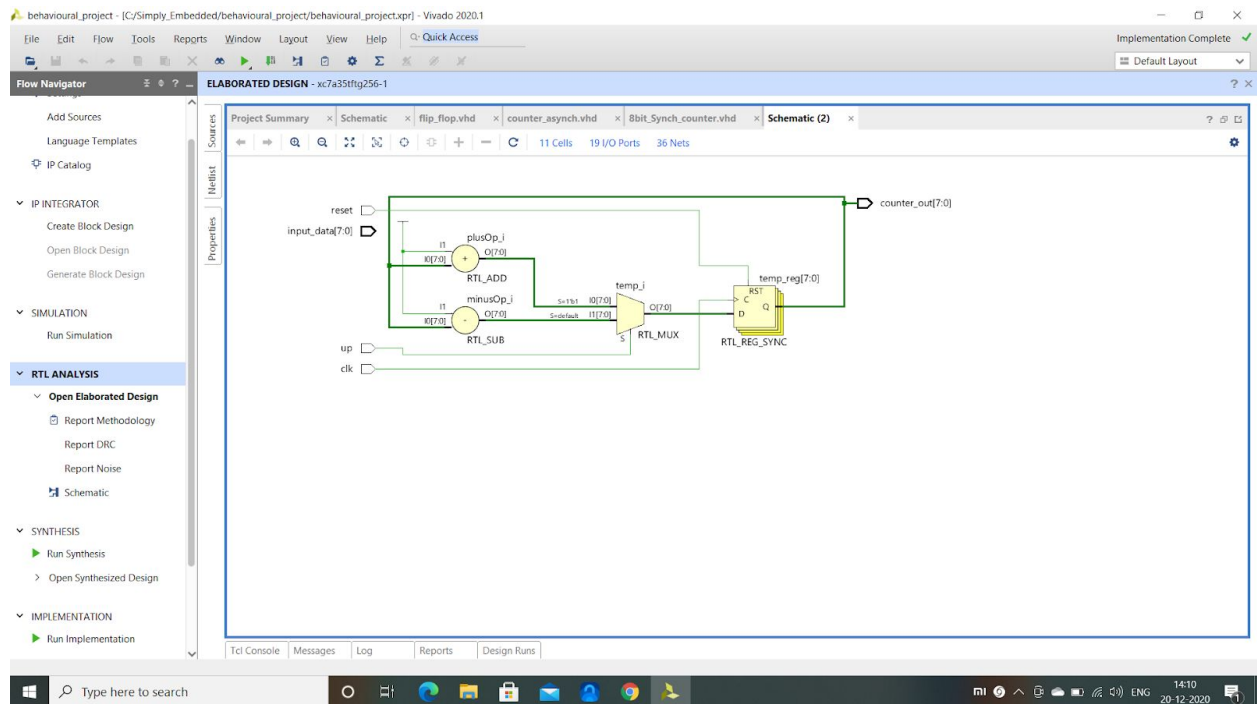 behavioural_project - [C:/Simply_Embedded/behavioural_project/behavioural_project.xpr] - Vivado 2020.1
File Edit Flow Tools Reports Window Layout View Help Quick Access
Implementation Complete
Default Layout
Flow Navigator
ELABORATED DESIGN - xc7a35tftg256-1
Add Sources
Language Templates
IP Catalog
IP INTEGRATOR
Create Block Design
Open Block Design
Generate Block Design
SIMULATION
Run Simulation
RTL ANALYSIS
Open Elaborated Design
Report Methodology
Report DRC
Report Noise
Schematic
SYNTHESIS
Run Synthesis
Open Synthesized Design
IMPLEMENTATION
Run Implementation
Sources
Netlist
Properties
Project Summary Schematic flip_flop.vhd counter_asynch.vhd 8bit_Synch_counter.vhd Schematic (2)
11 Cells 19 I/O Ports 36 Nets
reset
input_data[7:0]
up
clk
plusOp_i
I1
I0[7:0] + O[7:0]
RTL_ADD
minusOp_i
I1
I0[7:0] - O[7:0]
RTL_SUB
temp_i
S=1'b1 I0[7:0]
S=default I1[7:0]
O[7:0]
S
RTL_MUX
temp_reg[7:0]
RST
C
D
Q
RTL_REG_SYNC
counter_out[7:0]
Tcl Console Messages Log Reports Design Runs
Type here to search
ENG
14:10
20-12-2020